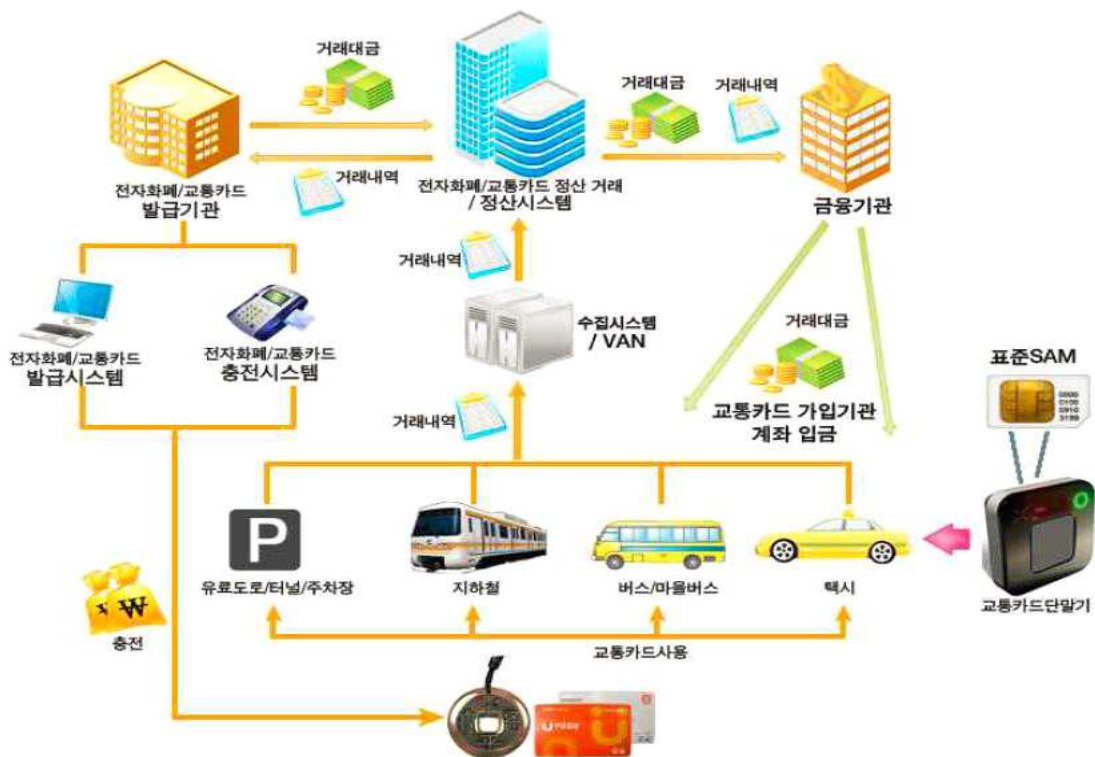 거래대금
거래대금
거래내역
거래내역
전자화폐/교통카드
발급기관
전자화폐/교통카드 정산 거래
/ 정산시스템
금융기관
거래내역
수집시스템
/ VAN
전자화폐/교통카드
발급시스템
전자화폐/교통카드
충전시스템
거래대금
표준SAM
거래내역
교통카드 가입기관
계좌 입금
P
유료도로/터널/주차장
지하철
버스/마을버스
택시
교통카드단말기
₩
충전
교통카드사용